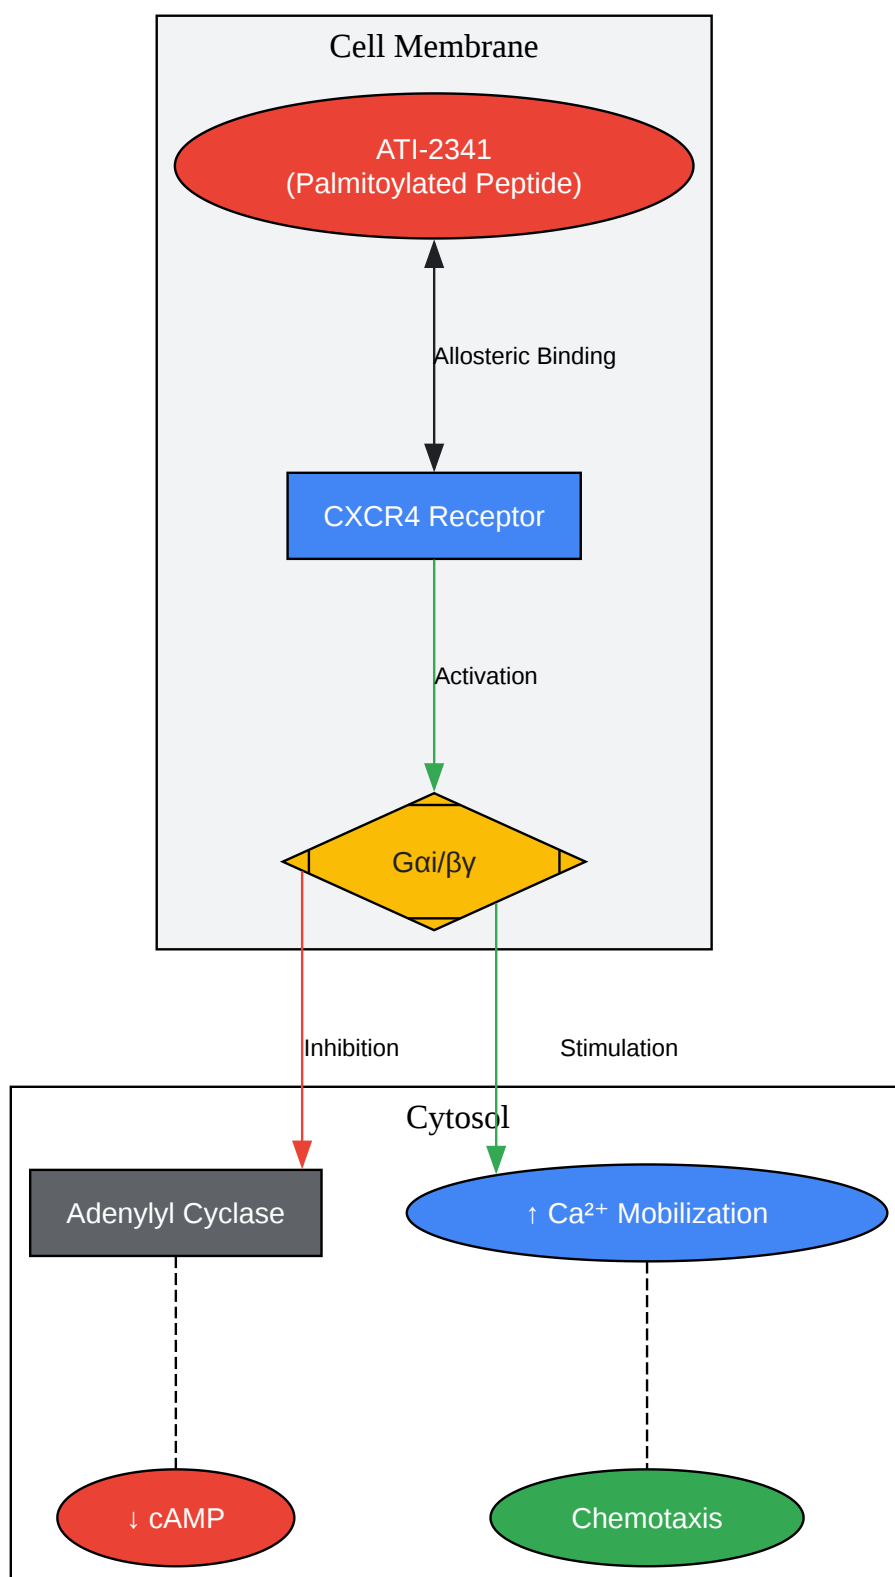 Cell Membrane
ATI-2341
(Palmitoylated Peptide)
Allosteric Binding
CXCR4 Receptor
Activation
Gαi/βγ
Inhibition
Stimulation
Cytosol
Adenylyl Cyclase
↑ Ca²⁺ Mobilization
↓ cAMP
Chemotaxis